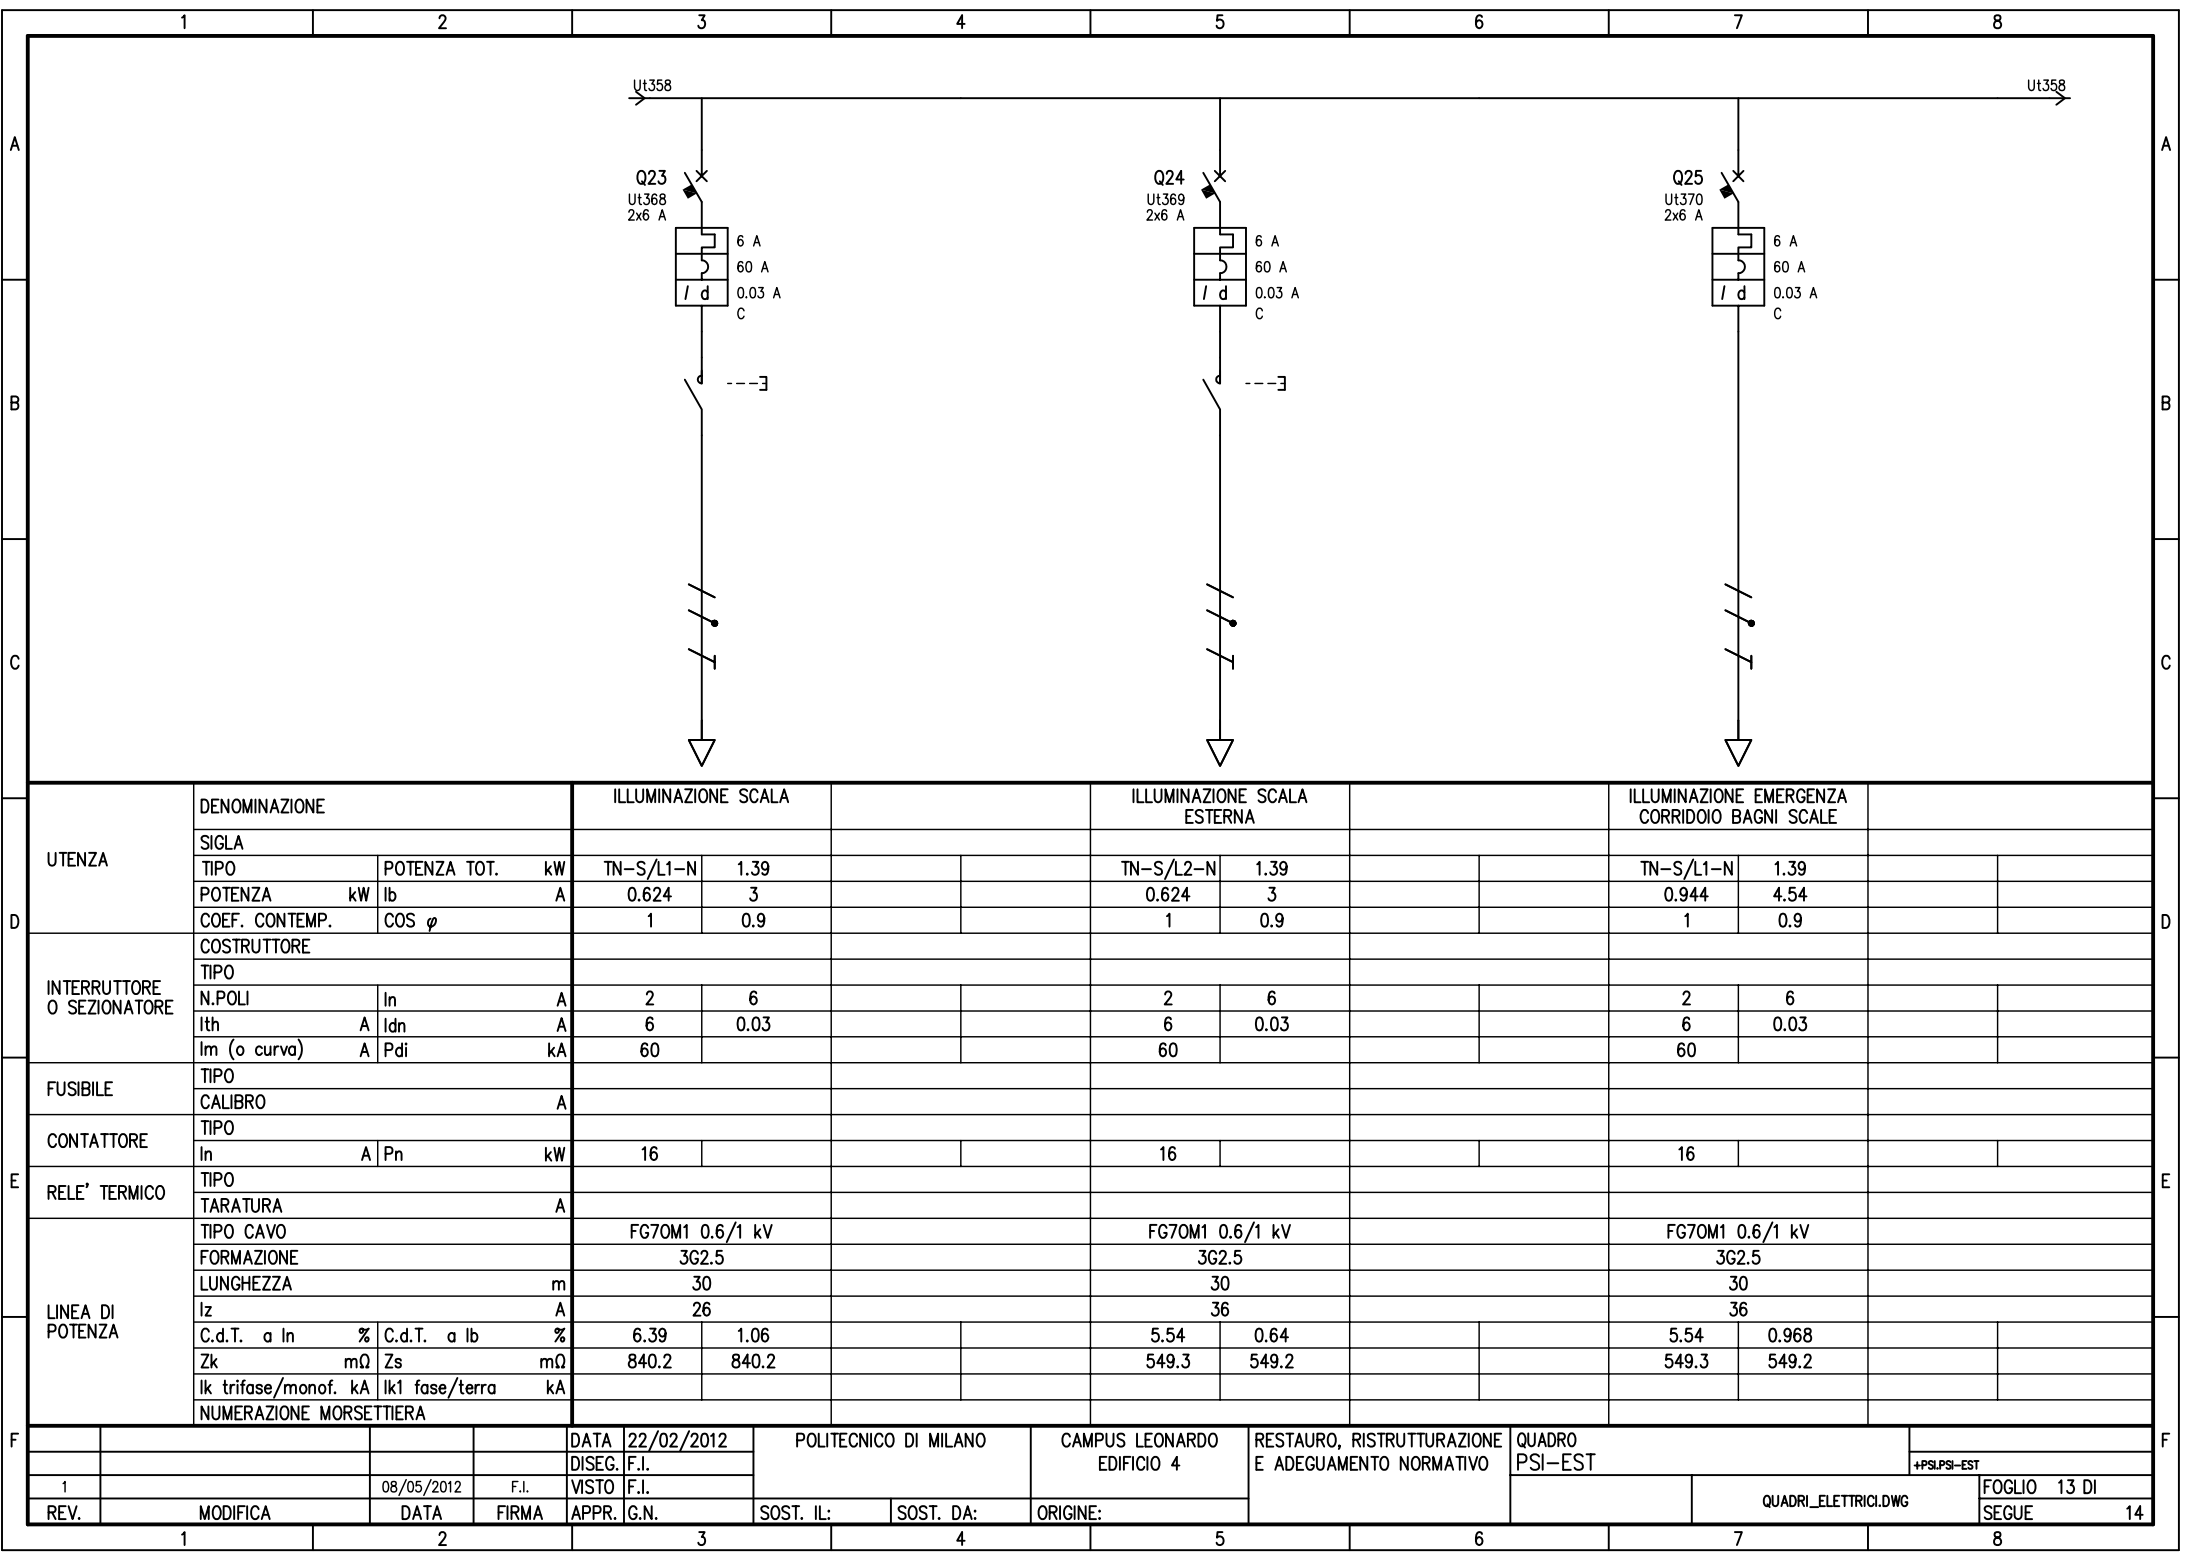 1 2 3 4 5 6 7 8
Ut358 Ut358
A A
Q23 Q24 Q25
Ut368 Ut369 Ut370
2x6 A 2x6 A 2x6 A
6 A 6 A 6 A
60 A 60 A 60 A
I d 0.03 A I d 0.03 A I d 0.03 A
C C C
B B
C C
UTENZA
DENOMINAZIONE ILLUMINAZIONE SCALA ILLUMINAZIONE SCALA ESTERNA ILLUMINAZIONE EMERGENZA CORRIDOIO BAGNI SCALE
SIGLA
TIPO POTENZA TOT. kW TN-S/L1-N 1.39 TN-S/L2-N 1.39 TN-S/L1-N 1.39
POTENZA kW Ib A 0.624 3 0.624 3 0.944 4.54
D D
COEF. CONTEMP. COS φ 1 0.9 1 0.9 1 0.9
INTERRUTTORE
O SEZIONATORE
COSTRUTTORE
TIPO
N.POLI In A 2 6 2 6 2 6
Ith A Idn A 6 0.03 6 0.03 6 0.03
Im (o curva) A Pdi kA 60 60 60
FUSIBILE
TIPO
CALIBRO A
CONTATTORE
TIPO
In A Pn kW 16 16 16
E E
RELE' TERMICO
TIPO
TARATURA A
LINEA DI
POTENZA
TIPO CAVO FG7OM1 0.6/1 kV FG7OM1 0.6/1 kV FG7OM1 0.6/1 kV
FORMAZIONE 3G2.5 3G2.5 3G2.5
LUNGHEZZA m 30 30 30
Iz A 26 36 36
C.d.T. a In % C.d.T. a Ib % 6.39 1.06 5.54 0.64 5.54 0.968
Zk mΩ Zs mΩ 840.2 840.2 549.3 549.2 549.3 549.2
Ik trifase/monof. kA Ik1 fase/terra kA
NUMERAZIONE MORSETTIERA
F F
DATA 22/02/2012 POLITECNICO DI MILANO CAMPUS LEONARDO RESTAURO, RISTRUTTURAZIONE QUADRO
DISEG. F.I. EDIFICIO 4 E ADEGUAMENTO NORMATIVO PSI-EST +PSI.PSI-EST
1 08/05/2012 F.I. VISTO F.I. QUADRI_ELETTRICI.DWG FOGLIO 13 DI
REV. MODIFICA DATA FIRMA APPR. G.N. SOST. IL: SOST. DA: ORIGINE: SEGUE 14
1 2 3 4 5 6 7 8